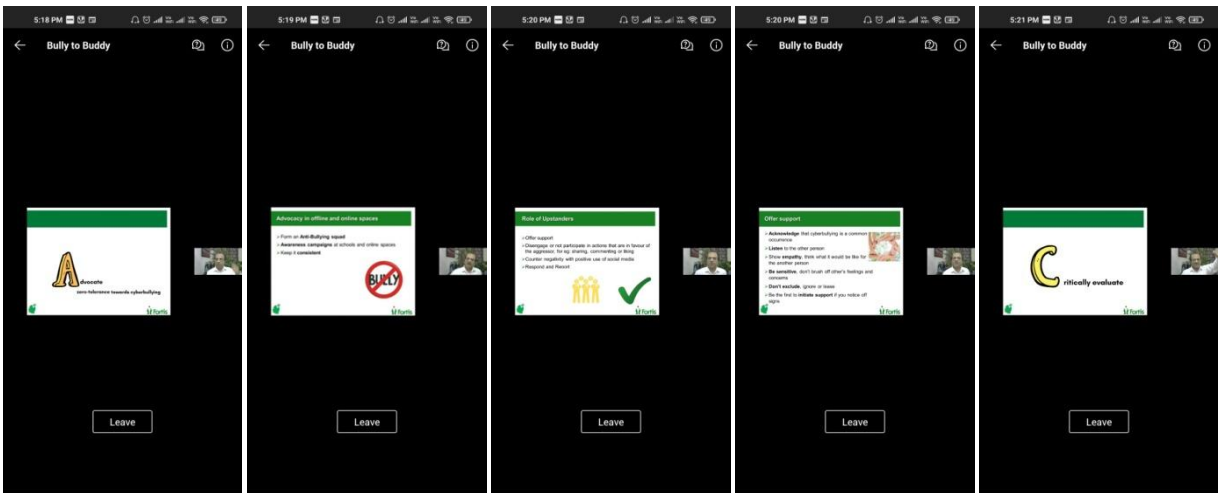 5:18 PM
Bully to Buddy
Advocate
zero-tolerance towards cyberbullying
fortis
Leave
5:19 PM
Bully to Buddy
Advocacy in offline and online spaces
Form an Anti-Bullying squad
Awareness campaigns at schools and online spaces
Keep it consistent
BULLY
fortis
Leave
5:20 PM
Bully to Buddy
Role of Upstanders
Offer support
Disengage or not participate in actions that are in favour of
the aggressor, for eg. sharing, commenting or liking
Counter negativity with positive use of social media
Respond and Report
fortis
Leave
5:20 PM
Bully to Buddy
Offer support
Acknowledge that cyberbullying is a common
occurrence
Listen to the other person
Show empathy, think what it would be like for
the another person
Be sensitive, don't brush off other's feelings and
concerns
Don't exclude, ignore or tease
Be the first to initiate support if you notice off
signs
fortis
Leave
5:21 PM
Bully to Buddy
Critically evaluate
fortis
Leave